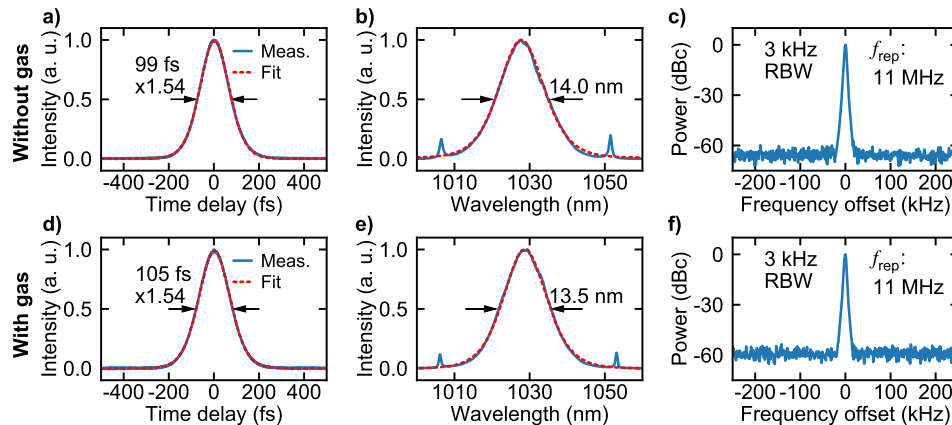 Without gas
a)
Intensity (a. u.)
1.0
0.5
0.0
99 fs
x1.54
Meas.
Fit
-400 -200 0 200 400
Time delay (fs)
b)
Intensity (a. u.)
1.0
0.5
0.0
14.0 nm
1010 1030 1050
Wavelength (nm)
c)
Power (dBc)
0
-30
-60
3 kHz
RBW
f_rep:
11 MHz
-200 -100 0 100 200
Frequency offset (kHz)
With gas
d)
Intensity (a. u.)
1.0
0.5
0.0
105 fs
x1.54
Meas.
Fit
-400 -200 0 200 400
Time delay (fs)
e)
Intensity (a. u.)
1.0
0.5
0.0
13.5 nm
1010 1030 1050
Wavelength (nm)
f)
Power (dBc)
0
-30
-60
3 kHz
RBW
f_rep:
11 MHz
-200 -100 0 100 200
Frequency offset (kHz)